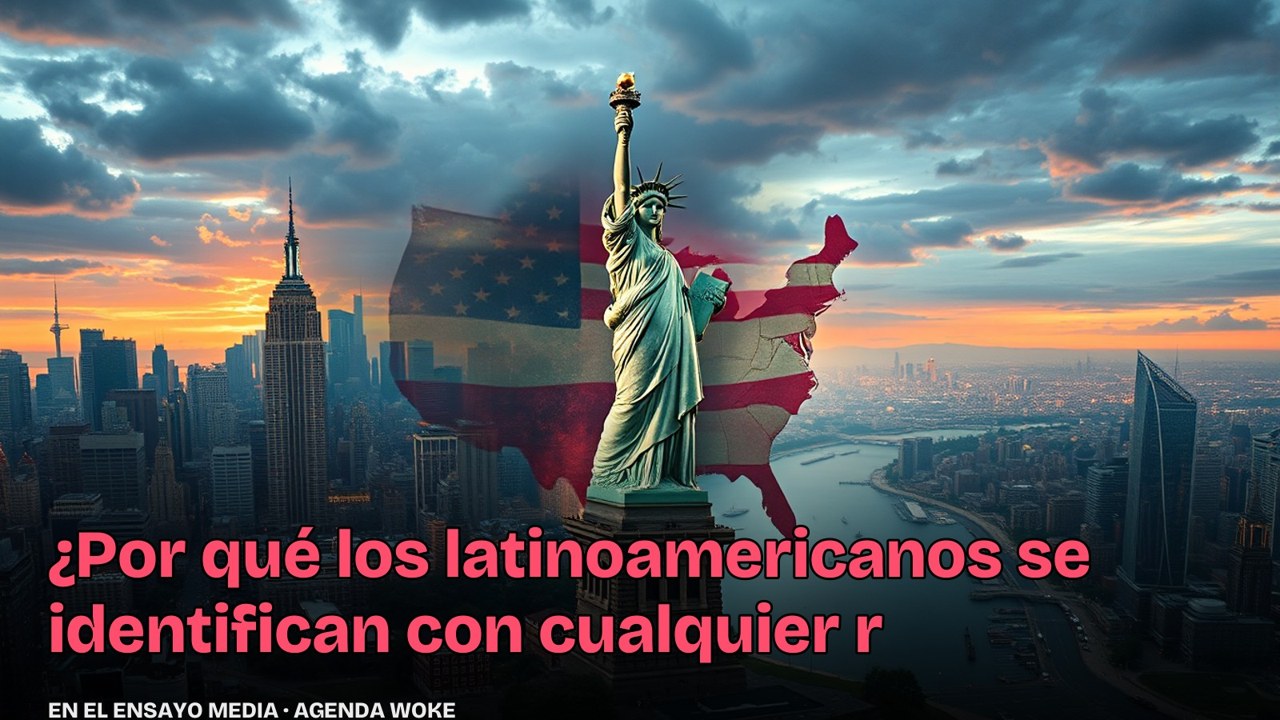 ¿Por qué los latinoamericanos se
identifican con cualquier r
EN EL ENSAYO MEDIA · AGENDA WOKE